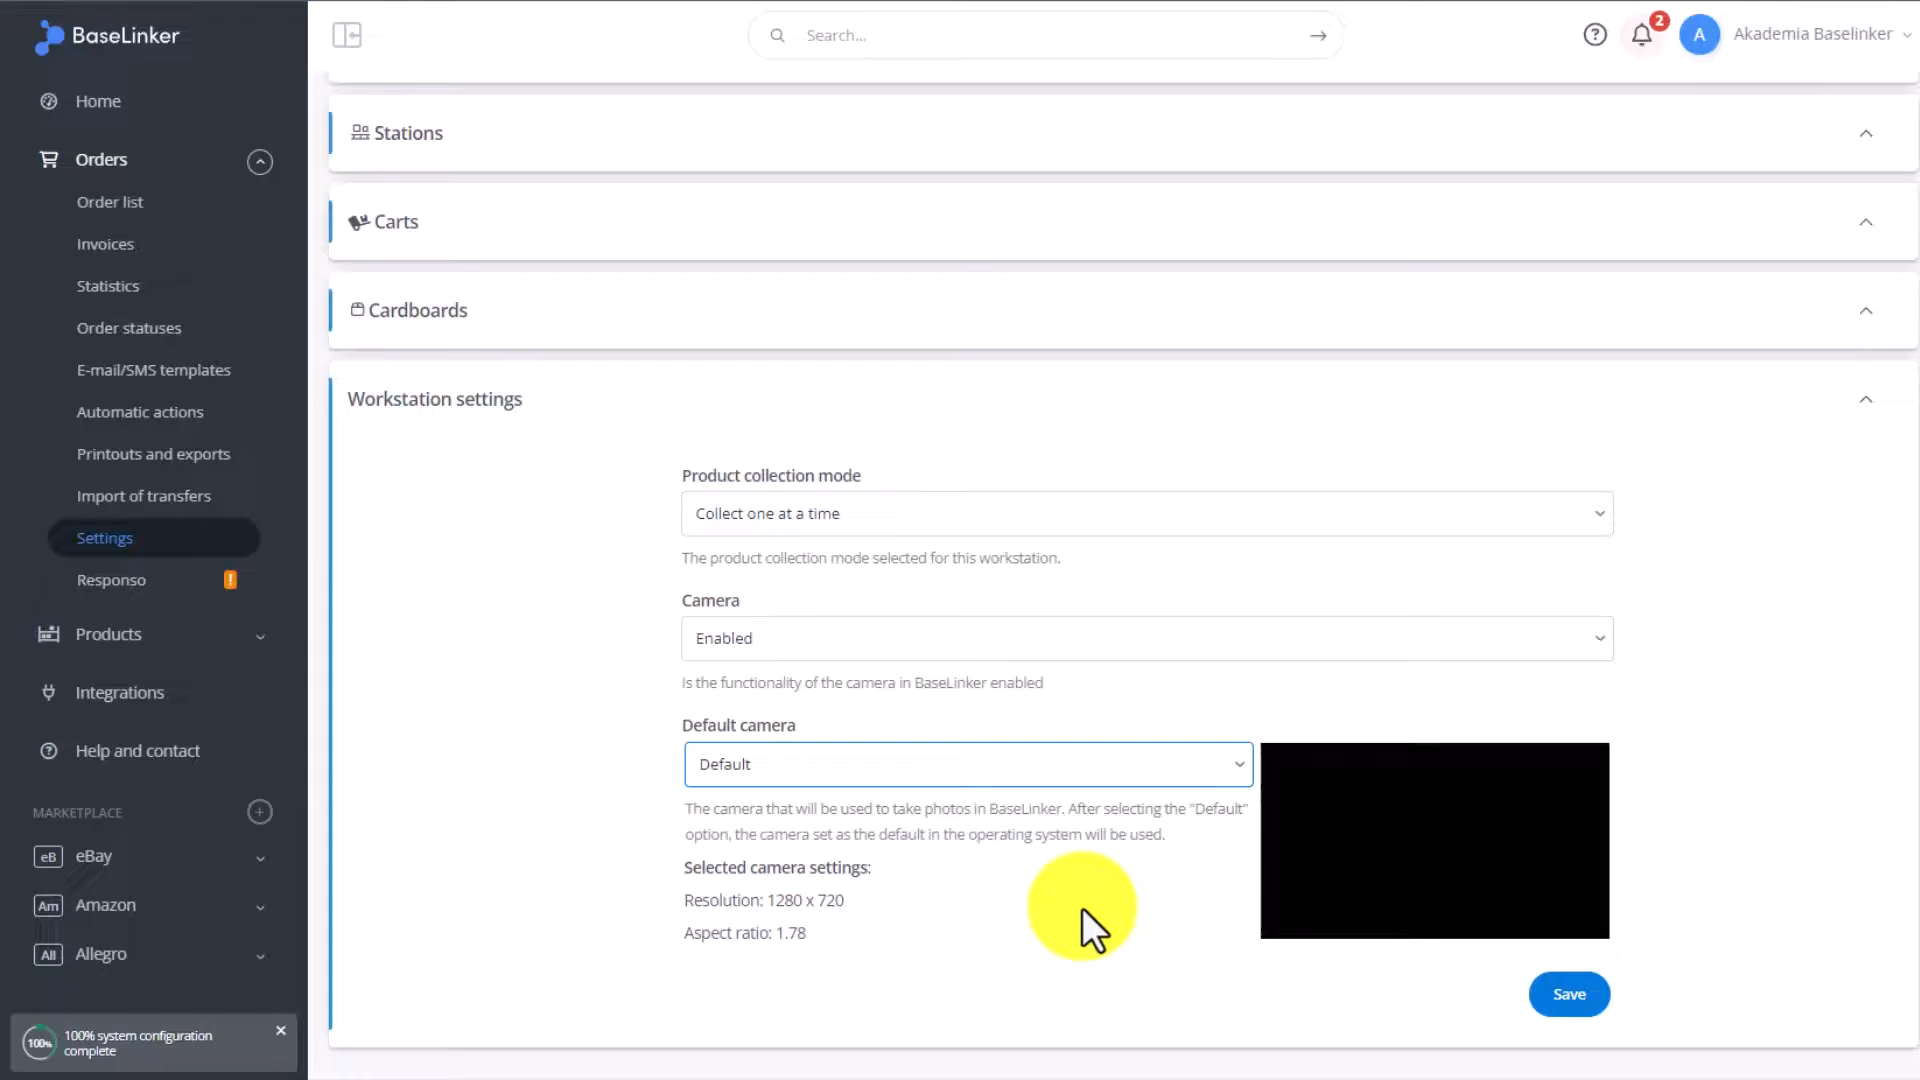 BaseLinker
Search...
2
A
Akademia Baselinker
Home
Orders
Order list
Invoices
Statistics
Order statuses
E-mail/SMS templates
Automatic actions
Printouts and exports
Import of transfers
Settings
Responso
!
Products
Integrations
Help and contact
MARKETPLACE
eB eBay
Am Amazon
All Allegro
100%
100% system configuration
complete
Stations
Carts
Cardboards
Workstation settings
Product collection mode
Collect one at a time
The product collection mode selected for this workstation.
Camera
Enabled
Is the functionality of the camera in BaseLinker enabled
Default camera
Default
The camera that will be used to take photos in BaseLinker. After selecting the "Default"
option, the camera set as the default in the operating system will be used.
Selected camera settings:
Resolution: 1280 x 720
Aspect ratio: 1.78
Save